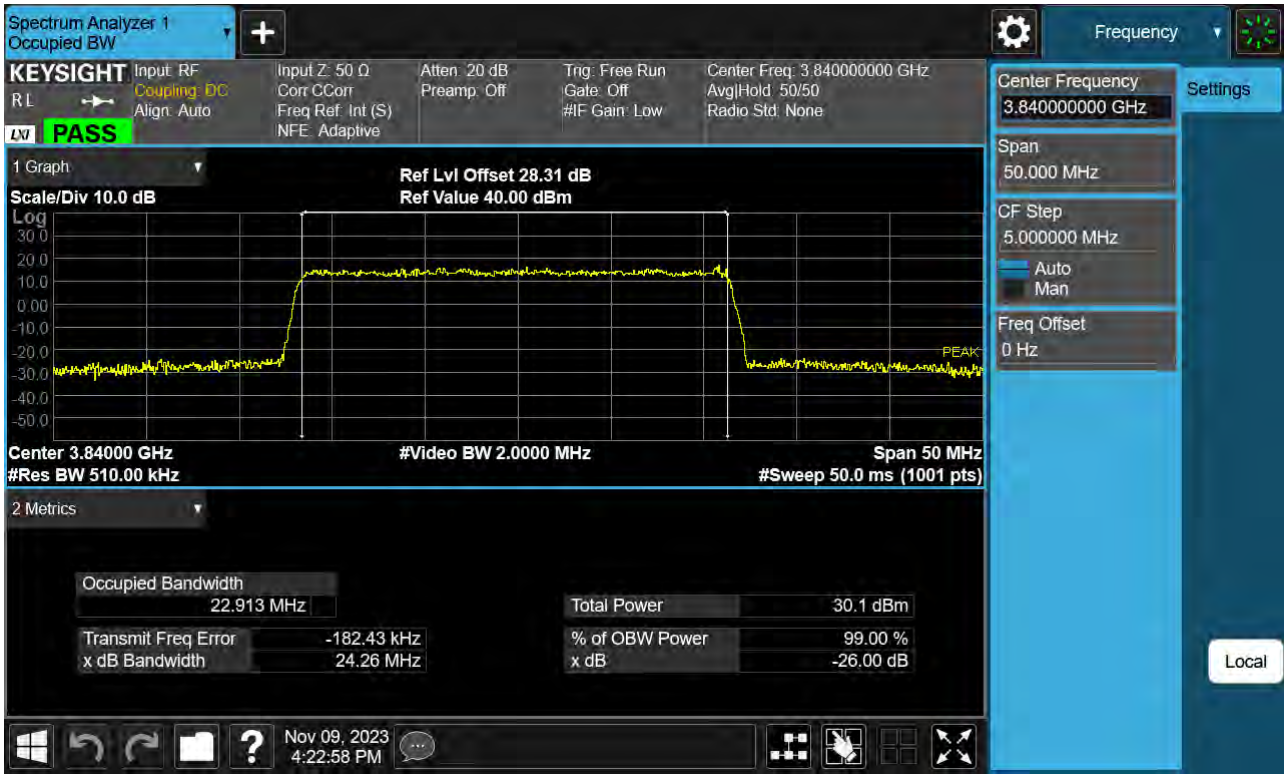 Spectrum Analyzer 1
Occupied BW
+
Frequency
KEYSIGHT
R L
LXI
PASS
Input: RF
Coupling: DC
Align: Auto
Input Z: 50 Ω
Corr CCorr
Freq Ref: Int (S)
NFE: Adaptive
Atten: 20 dB
Preamp: Off
Trig: Free Run
Gate: Off
#IF Gain: Low
Center Freq: 3.840000000 GHz
Avg|Hold: 50/50
Radio Std: None
Center Frequency
3.840000000 GHz
Settings
Span
50.000 MHz
CF Step
5.000000 MHz
Auto
Man
Freq Offset
0 Hz
1 Graph
Scale/Div 10.0 dB
Ref Lvl Offset 28.31 dB
Ref Value 40.00 dBm
Log
30.0
20.0
10.0
0.00
-10.0
-20.0
-30.0
-40.0
-50.0
PEAK
Center 3.84000 GHz
#Video BW 2.0000 MHz
Span 50 MHz
#Res BW 510.00 kHz
#Sweep 50.0 ms (1001 pts)
2 Metrics
Occupied Bandwidth
22.913 MHz
Total Power 30.1 dBm
Transmit Freq Error -182.43 kHz
% of OBW Power 99.00 %
x dB Bandwidth 24.26 MHz
x dB -26.00 dB
Local
?
Nov 09, 2023
4:22:58 PM